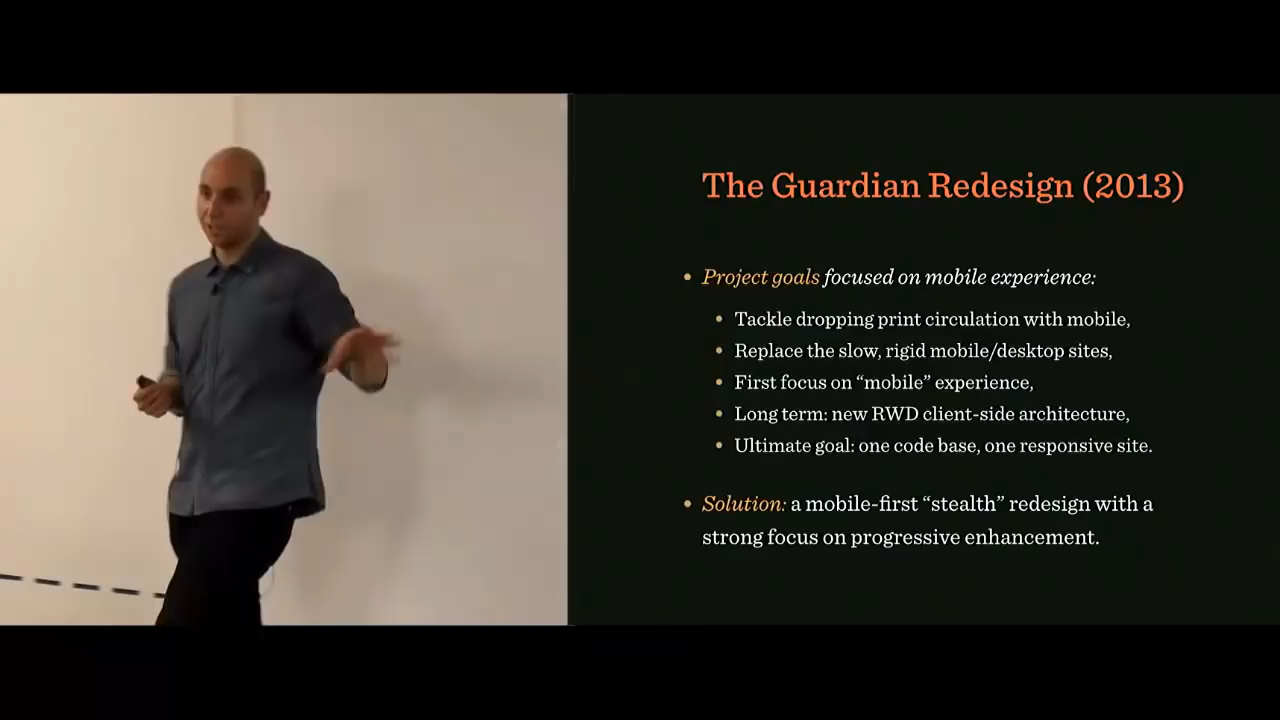 The Guardian Redesign (2013)
• Project goals focused on mobile experience:
• Tackle dropping print circulation with mobile,
• Replace the slow, rigid mobile/desktop sites,
• First focus on “mobile” experience,
• Long term: new RWD client-side architecture,
• Ultimate goal: one code base, one responsive site.
• Solution: a mobile-first “stealth” redesign with a
strong focus on progressive enhancement.